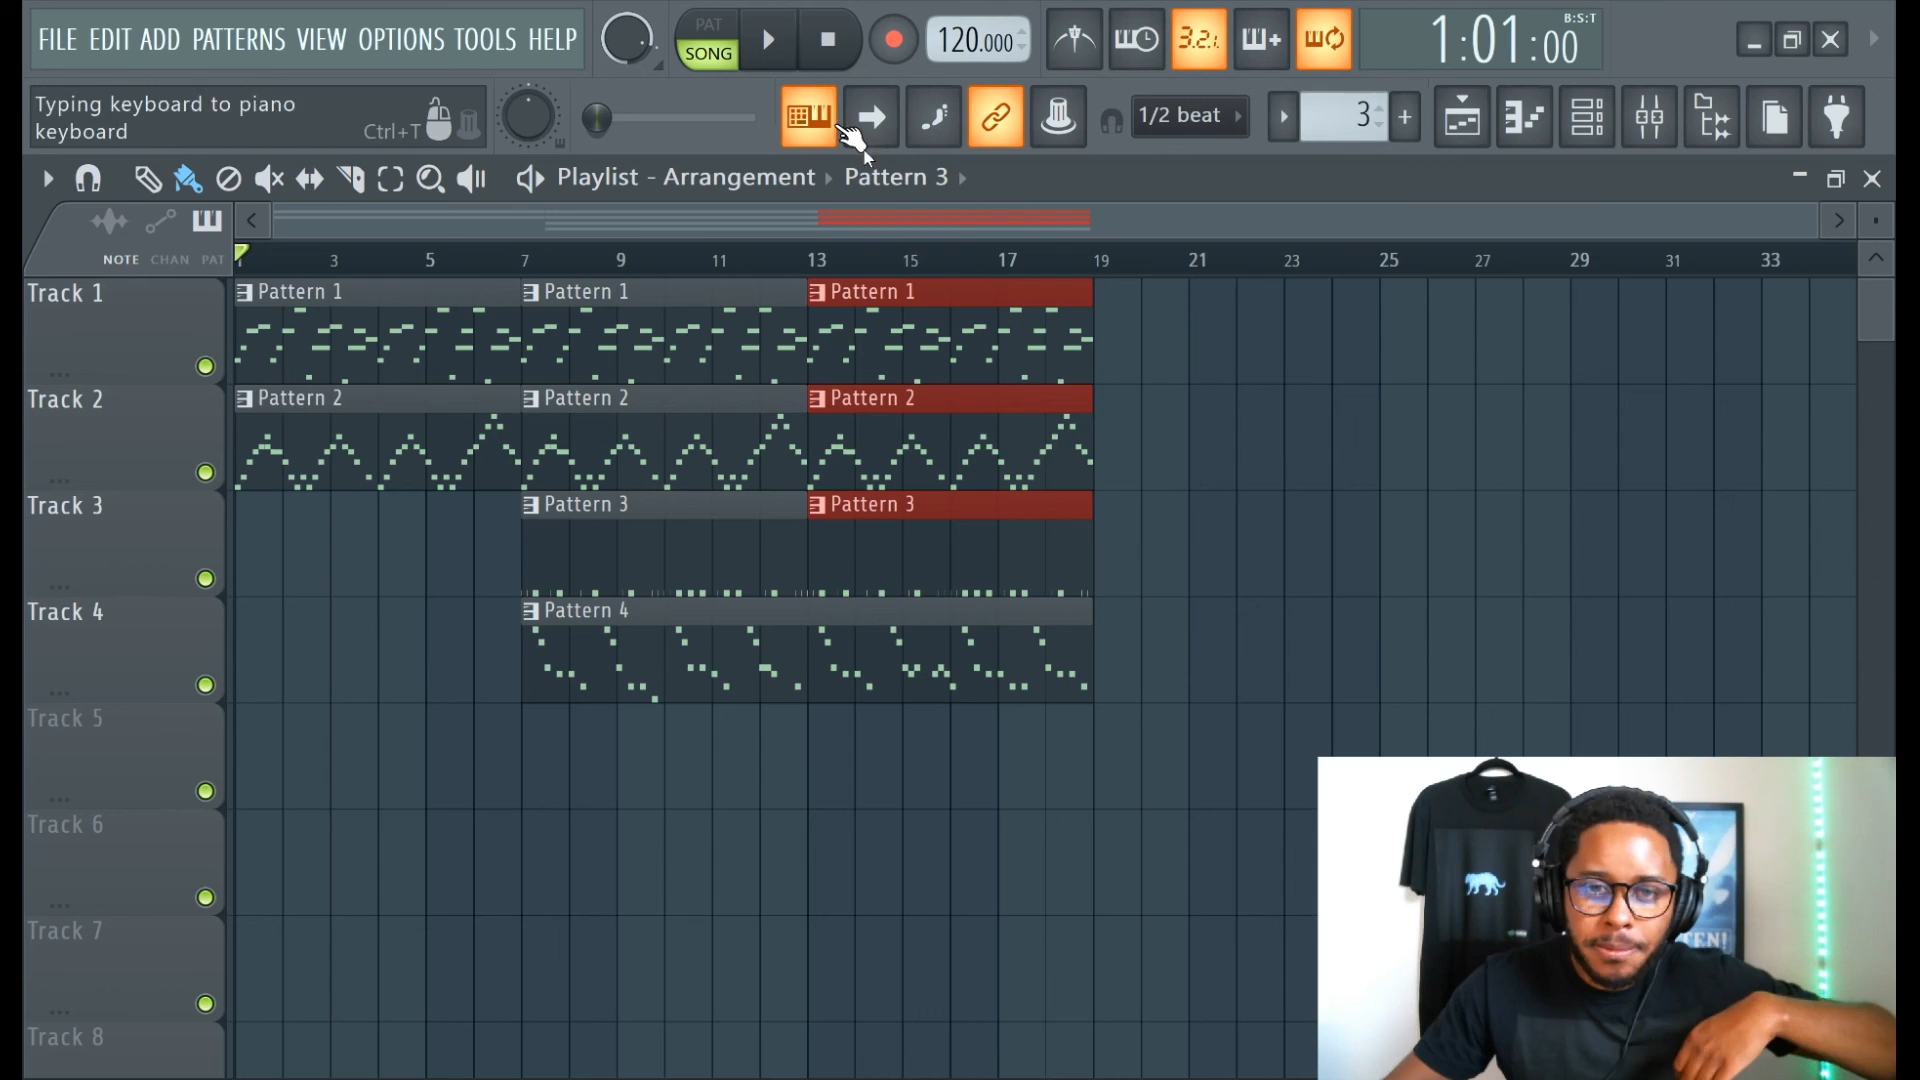 FILE EDIT ADD PATTERNS VIEW OPTIONS TOOLS HELP
PAT
SONG
120.000
3.2.1
B:S:T
1:01:00
Typing keyboard to piano
keyboard
Ctrl+T
1/2 beat
3
Playlist - Arrangement Pattern 3
NOTE CHAN PAT
1 3 5 7 9 11 13 15 17 19 21 23 25 27 29 31 33
Track 1
Pattern 1 Pattern 1 Pattern 1
Track 2
Pattern 2 Pattern 2 Pattern 2
Track 3
Pattern 3 Pattern 3
Track 4
Pattern 4
Track 5
Track 6
Track 7
Track 8